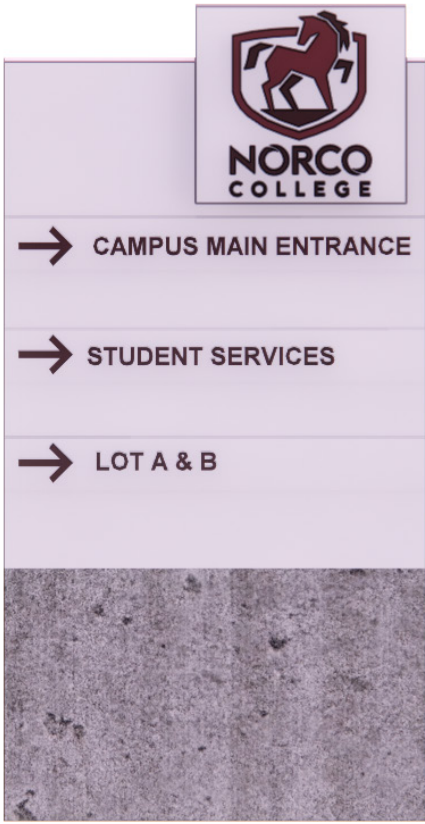 NORCO
COLLEGE
CAMPUS MAIN ENTRANCE
STUDENT SERVICES
LOT A & B